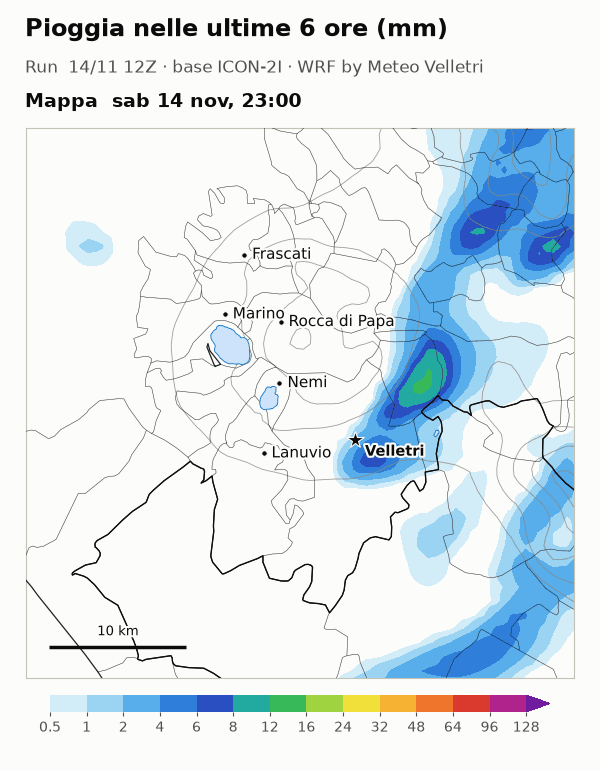 Pioggia nelle ultime 6 ore (mm)
Run  14/11 12Z · base ICON-2I · WRF by Meteo Velletri
Mappa  sab 14 nov, 23:00
Frascati
Marino
Rocca di Papa
Nemi
Velletri
Lanuvio
10 km
0.5 1 2 4 6 8 12 16 24 32 48 64 96 128